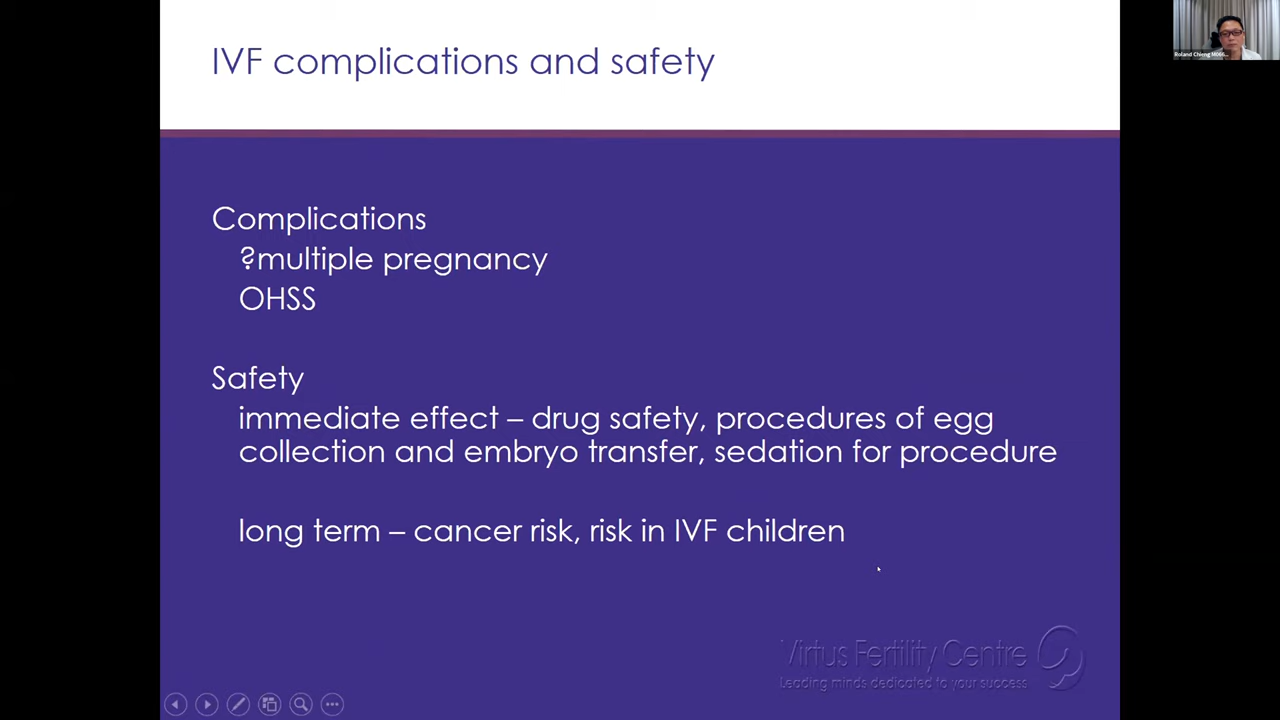 IVF complications and safety
Roland Chieng
Complications
?multiple pregnancy
OHSS
Safety
immediate effect – drug safety, procedures of egg
collection and embryo transfer, sedation for procedure
long term – cancer risk, risk in IVF children
Virtus Fertility Centre
Leading minds dedicated to your success